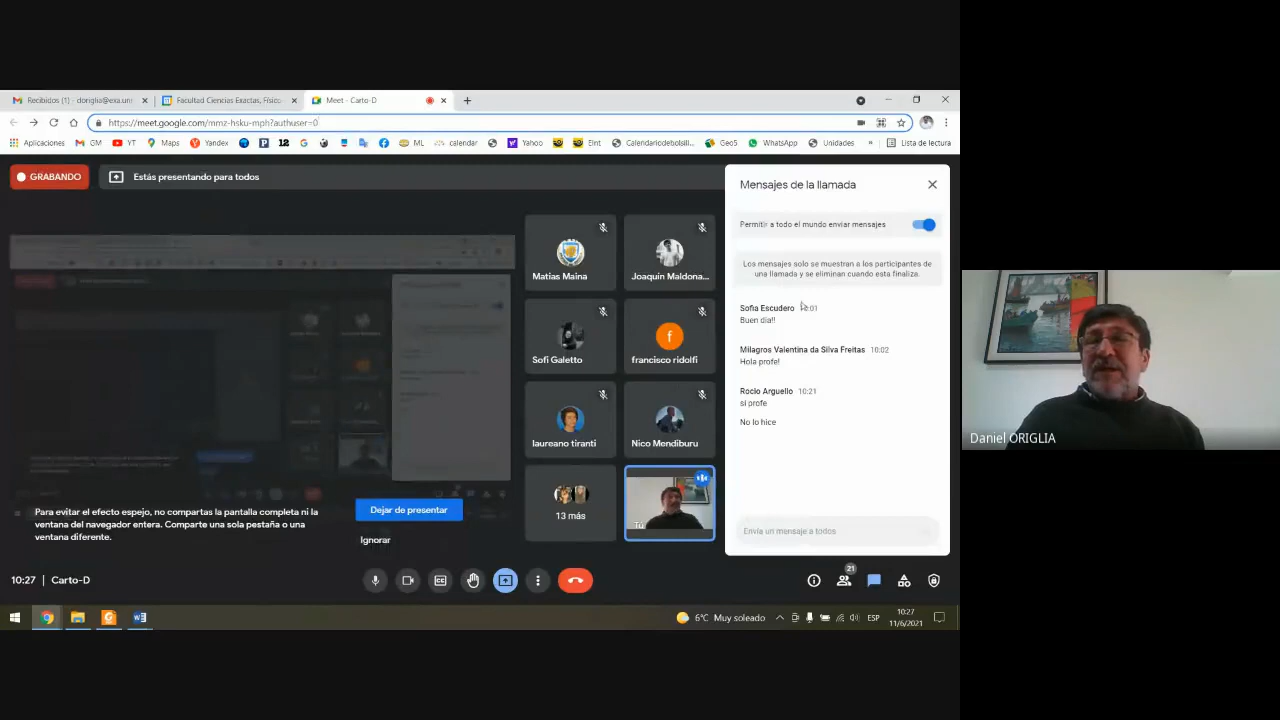 Recibidos (1) - doriglia@exa.unr
Facultad Ciencias Exactas, Físico-
Meet - Carto-D
https://meet.google.com/mmz-hsku-mph?authuser=0
Aplicaciones
GM
YT
Maps
Yandex
12
ML
calendar
Yahoo
EInt
Calendariodebolsill...
Geo5
WhatsApp
Unidades
»
Lista de lectura
GRABANDO
Estás presentando para todos
Mensajes de la llamada
Permitir a todo el mundo enviar mensajes
Los mensajes solo se muestran a los participantes de
una llamada y se eliminan cuando esta finaliza.
Matias Maina
Joaquín Maldona...
Sofia Escudero
Buen día!!
Sofi Galetto
francisco ridolfi
Milagros Valentina da Silva Freitas 10:02
Hola profe!
Rocio Arguello 10:21
si profe
No lo hice
laureano tiranti
Nico Mendiburu
Daniel ORIGLIA
13 más
Tú
Para evitar el efecto espejo, no compartas la pantalla completa ni la
ventana del navegador entera. Comparte una sola pestaña o una
ventana diferente.
Dejar de presentar
Ignorar
Envía un mensaje a todos
10:27 | Carto-D
21
6°C Muy soleado
ESP
10:27
11/6/2021